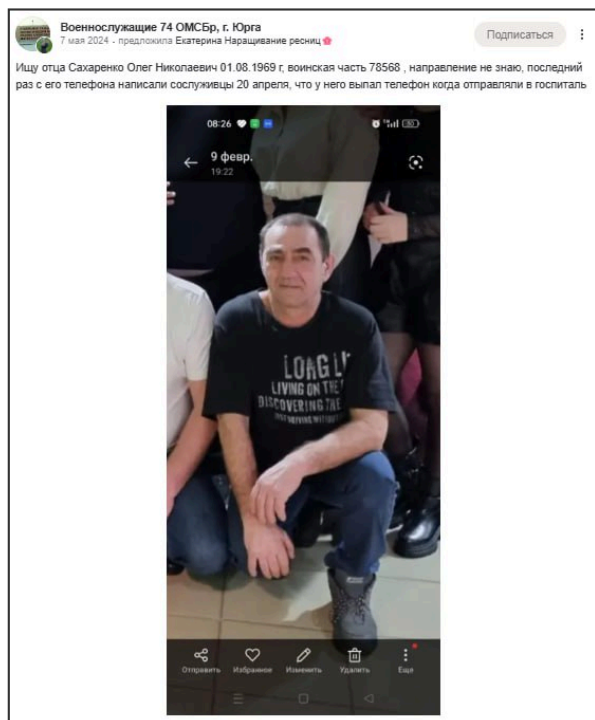 Военнослужащие 74 ОМСБр, г. Юрга
7 мая 2024 - предложила Екатерина Наращивание ресниц🌸
Подписаться
Ищу отца Сахаренко Олег Николаевич 01.08.1969 г, воинская часть 78568 , направление не знаю, последний
раз с его телефона написали сослуживцы 20 апреля, что у него выпал телефон когда отправляли в госпиталь
08:26
9 февр.
19:22
LONG LI
LIVING ON THE
DISCOVERING THE
Отправить Избранное Изменить Удалить Еще